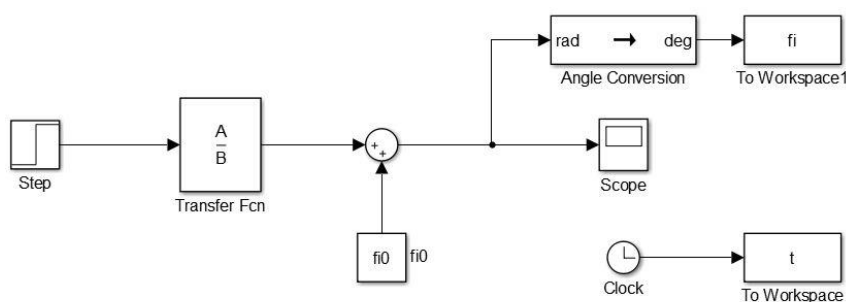 rad → deg
fi
Angle Conversion
To Workspace1
A
B
+
+
Step
Transfer Fcn
Scope
fi0
fi0
t
Clock
To Workspace